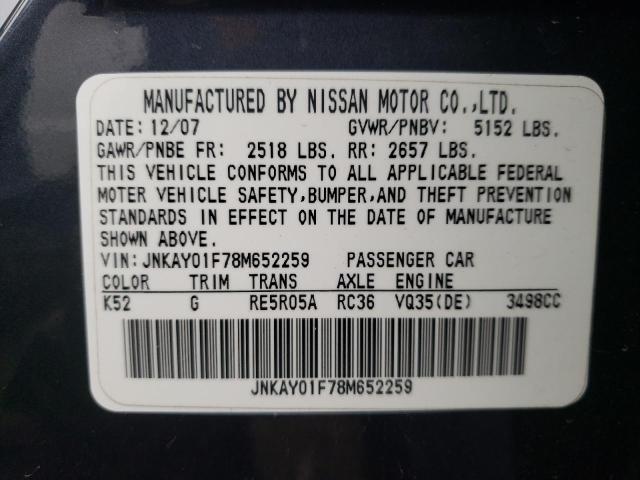 MANUFACTURED BY NISSAN MOTOR CO.,LTD.
DATE: 12/07 GVWR/PNBV: 5152 LBS.
GAWR/PNBE FR: 2518 LBS. RR: 2657 LBS.
THIS VEHICLE CONFORMS TO ALL APPLICABLE FEDERAL
MOTER VEHICLE SAFETY,BUMPER,AND THEFT PREVENTION
STANDARDS IN EFFECT ON THE DATE OF MANUFACTURE
SHOWN ABOVE.
VIN: JNKAY01F78M652259 PASSENGER CAR
COLOR TRIM TRANS AXLE ENGINE
K52 G RE5R05A RC36 VQ35(DE) 3498CC
JNKAY01F78M652259